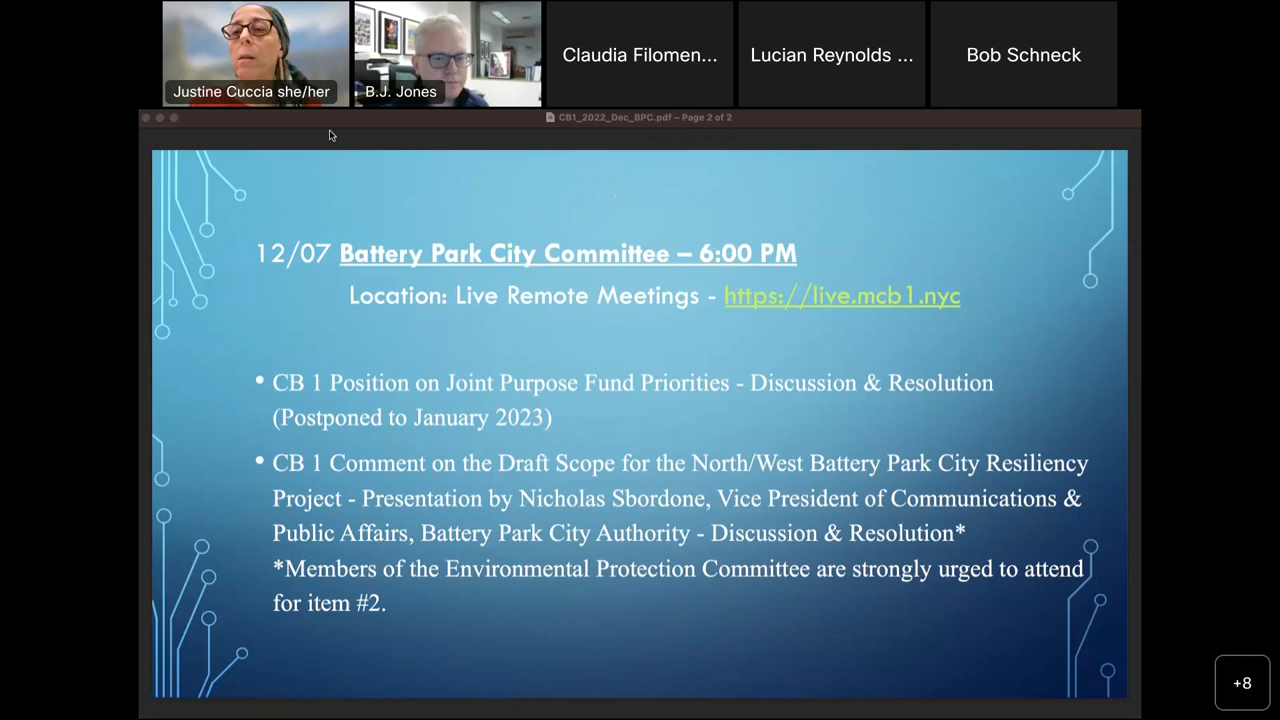 Justine Cuccia she/her
B.J. Jones
Claudia Filomen...
Lucian Reynolds ...
Bob Schneck
CB1_2022_Dec_BPC.pdf – Page 2 of 2
12/07 Battery Park City Committee – 6:00 PM
Location: Live Remote Meetings - https://live.mcb1.nyc
• CB 1 Position on Joint Purpose Fund Priorities - Discussion & Resolution
(Postponed to January 2023)
• CB 1 Comment on the Draft Scope for the North/West Battery Park City Resiliency
Project - Presentation by Nicholas Sbordone, Vice President of Communications &
Public Affairs, Battery Park City Authority - Discussion & Resolution*
*Members of the Environmental Protection Committee are strongly urged to attend
for item #2.
+8